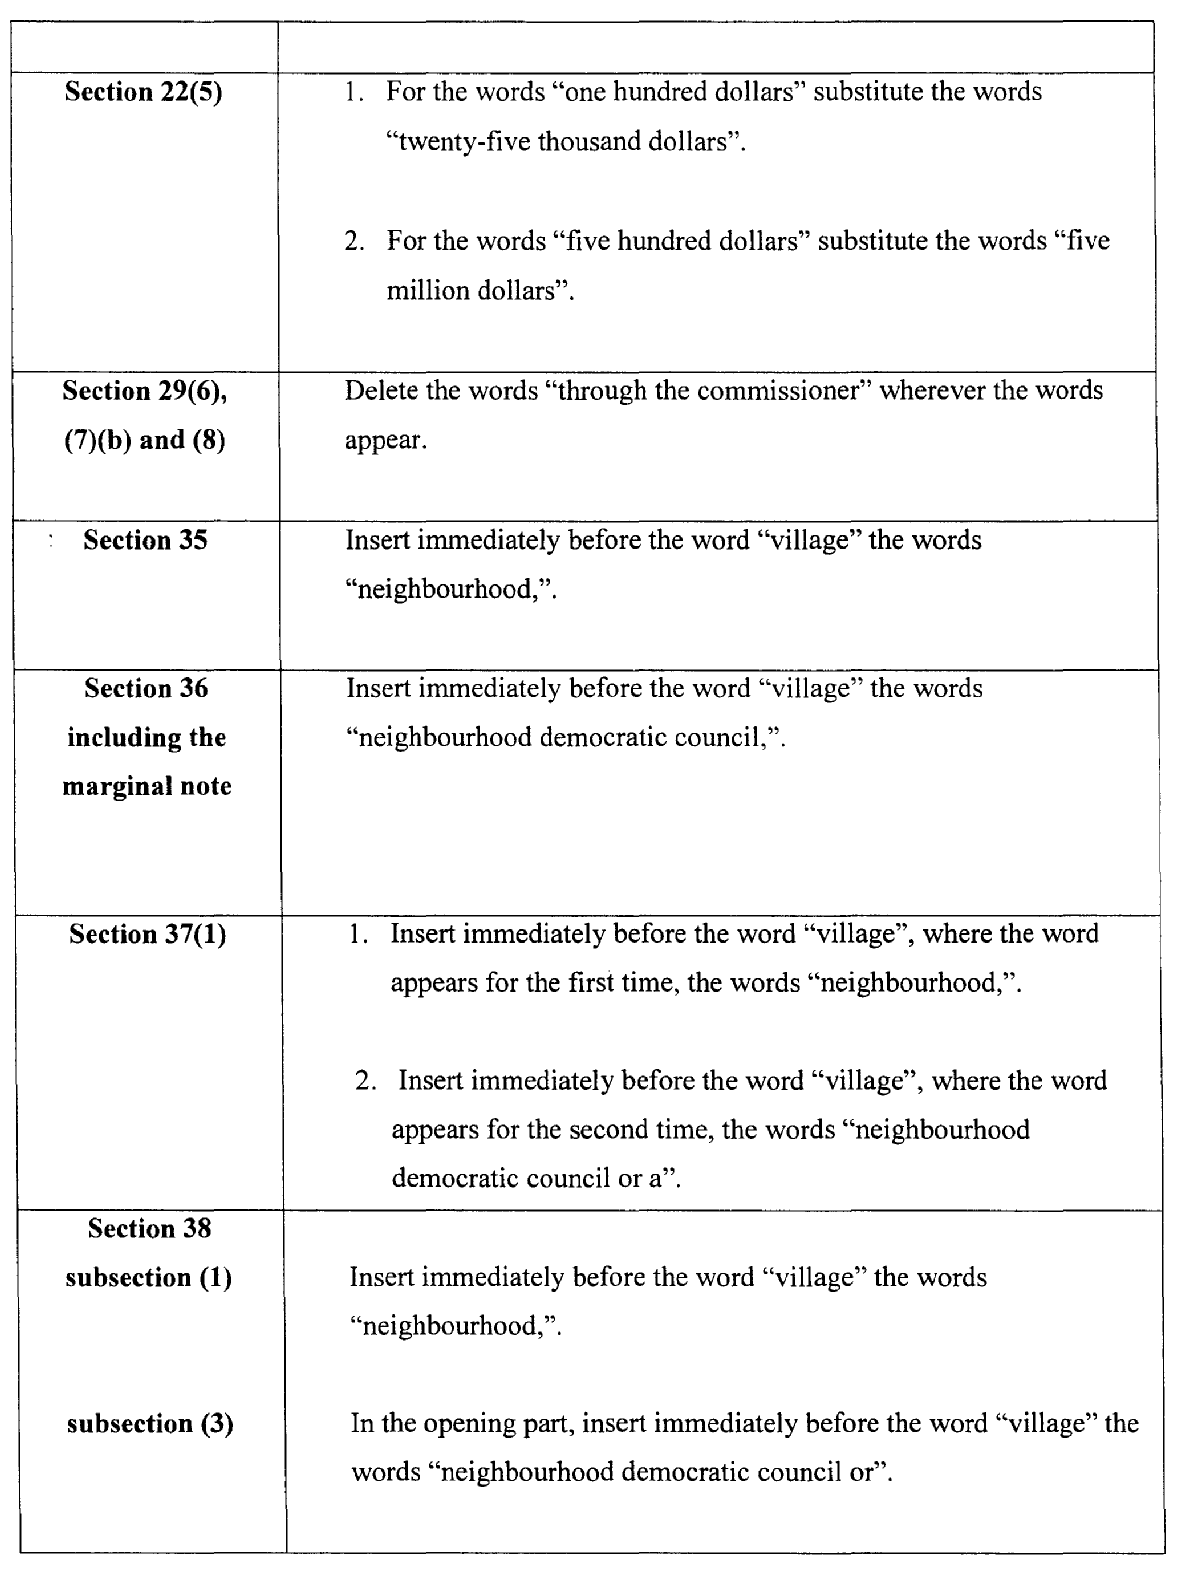 Section 22(5)
1. For the words “one hundred dollars” substitute the words
“twenty-five thousand dollars”.
2. For the words “five hundred dollars” substitute the words “five
million dollars”.
Section 29(6),
(7)(b) and (8)
Delete the words “through the commissioner” wherever the words
appear.
Section 35
Insert immediately before the word “village” the words
“neighbourhood,”.
Section 36
including the
marginal note
Insert immediately before the word “village” the words
“neighbourhood democratic council,”.
Section 37(1)
1. Insert immediately before the word “village”, where the word
appears for the first time, the words “neighbourhood,”.
2. Insert immediately before the word “village”, where the word
appears for the second time, the words “neighbourhood
democratic council or a”.
Section 38
subsection (1)
Insert immediately before the word “village” the words
“neighbourhood,”.
subsection (3)
In the opening part, insert immediately before the word “village” the
words “neighbourhood democratic council or”.